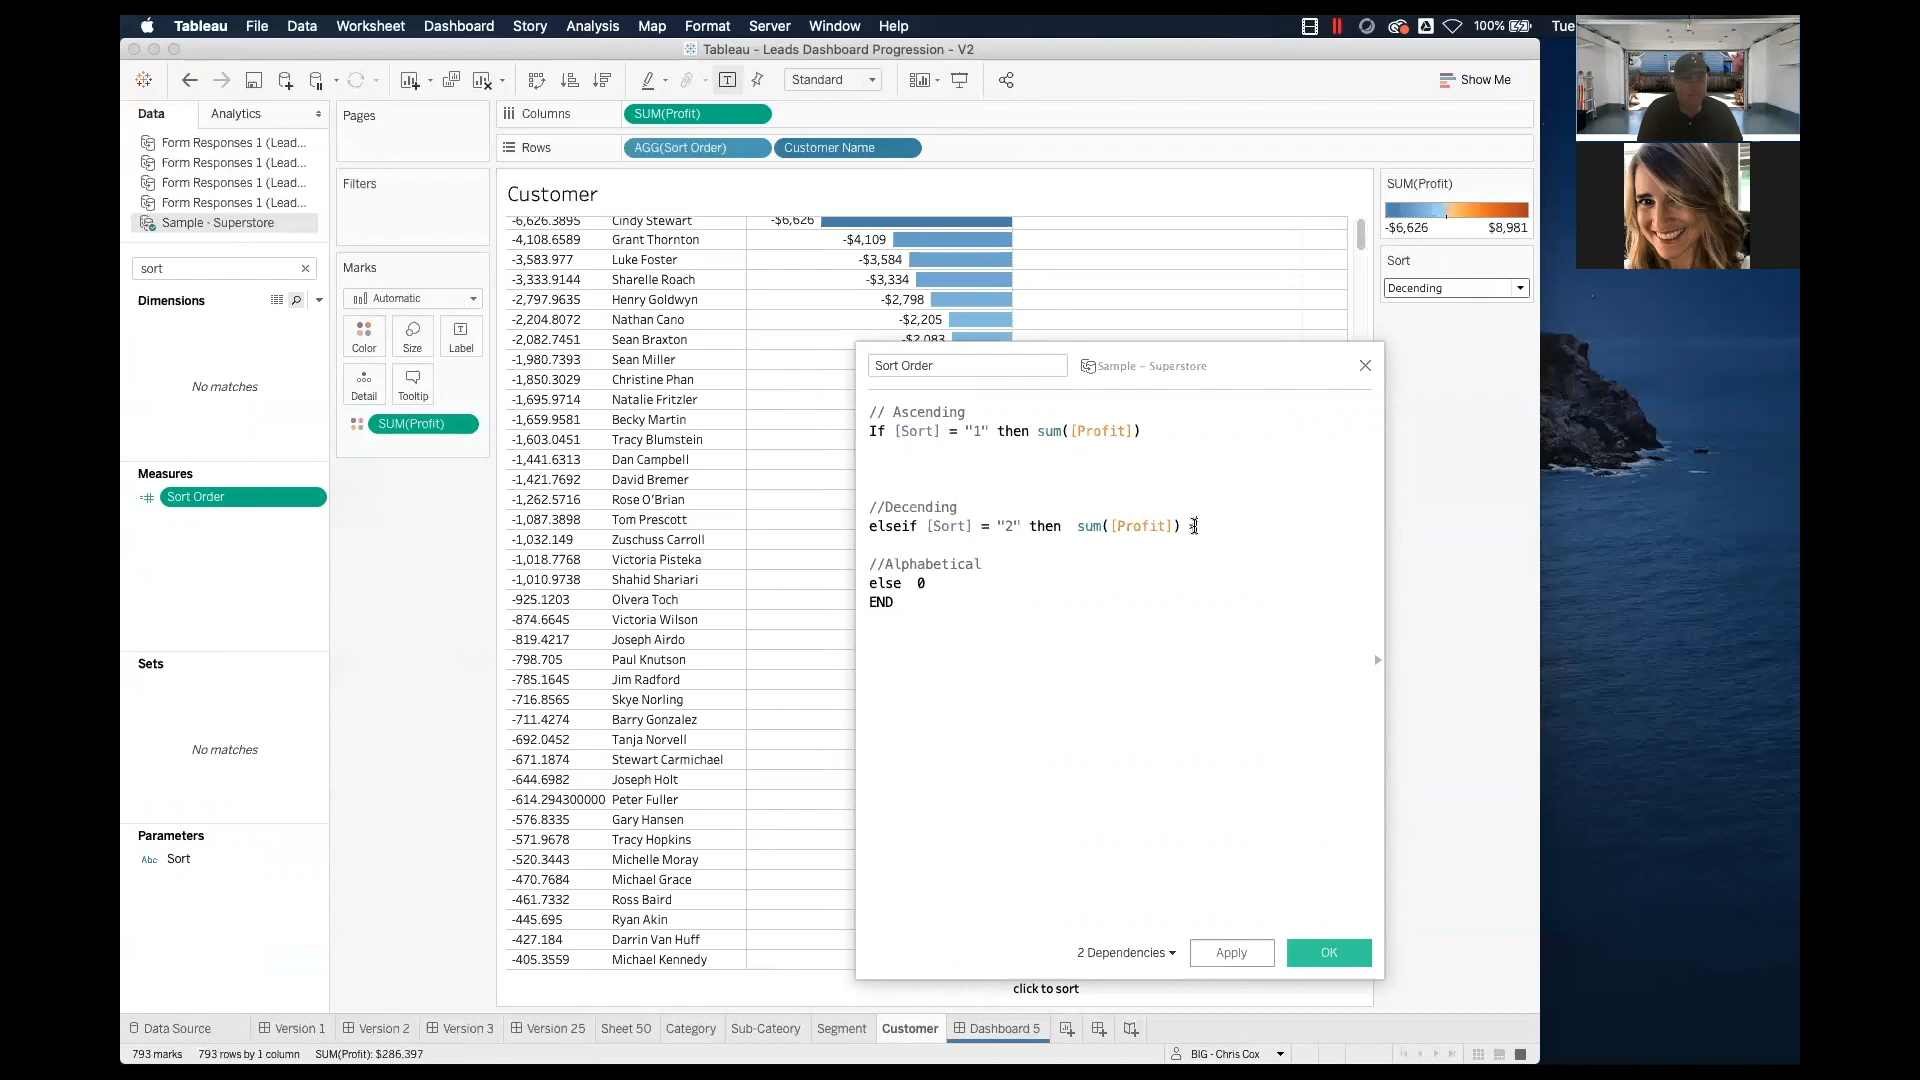 Tableau File Data Worksheet Dashboard Story Analysis Map Format Server Window Help 100% Tue
Tableau - Leads Dashboard Progression - V2
Standard Show Me
Data Analytics
Form Responses 1 (Lead...
Form Responses 1 (Lead...
Form Responses 1 (Lead...
Form Responses 1 (Lead...
Sample - Superstore
sort
Dimensions
No matches
Measures
Sort Order
Sets
No matches
Parameters
Abc Sort
Pages
Filters
Marks
Automatic
Color Size Label
Detail Tooltip
SUM(Profit)
Columns SUM(Profit)
Rows AGG(Sort Order) Customer Name
Customer
-6,626.3895 Cindy Stewart -$6,626
-4,108.6589 Grant Thornton -$4,109
-3,583.977 Luke Foster -$3,584
-3,333.9144 Sharelle Roach -$3,334
-2,797.9635 Henry Goldwyn -$2,798
-2,204.8072 Nathan Cano -$2,205
-2,082.7451 Sean Braxton -$2,083
-1,980.7393 Sean Miller
-1,850.3029 Christine Phan
-1,695.9714 Natalie Fritzler
-1,659.9581 Becky Martin
-1,603.0451 Tracy Blumstein
-1,441.6313 Dan Campbell
-1,421.7692 David Bremer
-1,262.5716 Rose O'Brian
-1,087.3898 Tom Prescott
-1,032.149 Zuschuss Carroll
-1,018.7768 Victoria Pisteka
-1,010.9738 Shahid Shariari
-925.1203 Olvera Toch
-874.6645 Victoria Wilson
-819.4217 Joseph Airdo
-798.705 Paul Knutson
-785.1645 Jim Radford
-716.8565 Skye Norling
-711.4274 Barry Gonzalez
-692.0452 Tanja Norvell
-671.1874 Stewart Carmichael
-644.6982 Joseph Holt
-614.294300000 Peter Fuller
-576.8335 Gary Hansen
-571.9678 Tracy Hopkins
-520.3443 Michelle Moray
-470.7684 Michael Grace
-461.7332 Ross Baird
-445.695 Ryan Akin
-427.184 Darrin Van Huff
-405.3559 Michael Kennedy
click to sort
SUM(Profit)
-$6,626 $8,981
Sort
Decending
Sort Order Sample - Superstore
// Ascending
If [Sort] = "1" then sum([Profit])
//Decending
elseif [Sort] = "2" then sum([Profit])
//Alphabetical
else 0
END
2 Dependencies Apply OK
Data Source Version 1 Version 2 Version 3 Version 25 Sheet 50 Category Sub-Cateory Segment Customer Dashboard 5
793 marks 793 rows by 1 column SUM(Profit): $286,397 BIG - Chris Cox